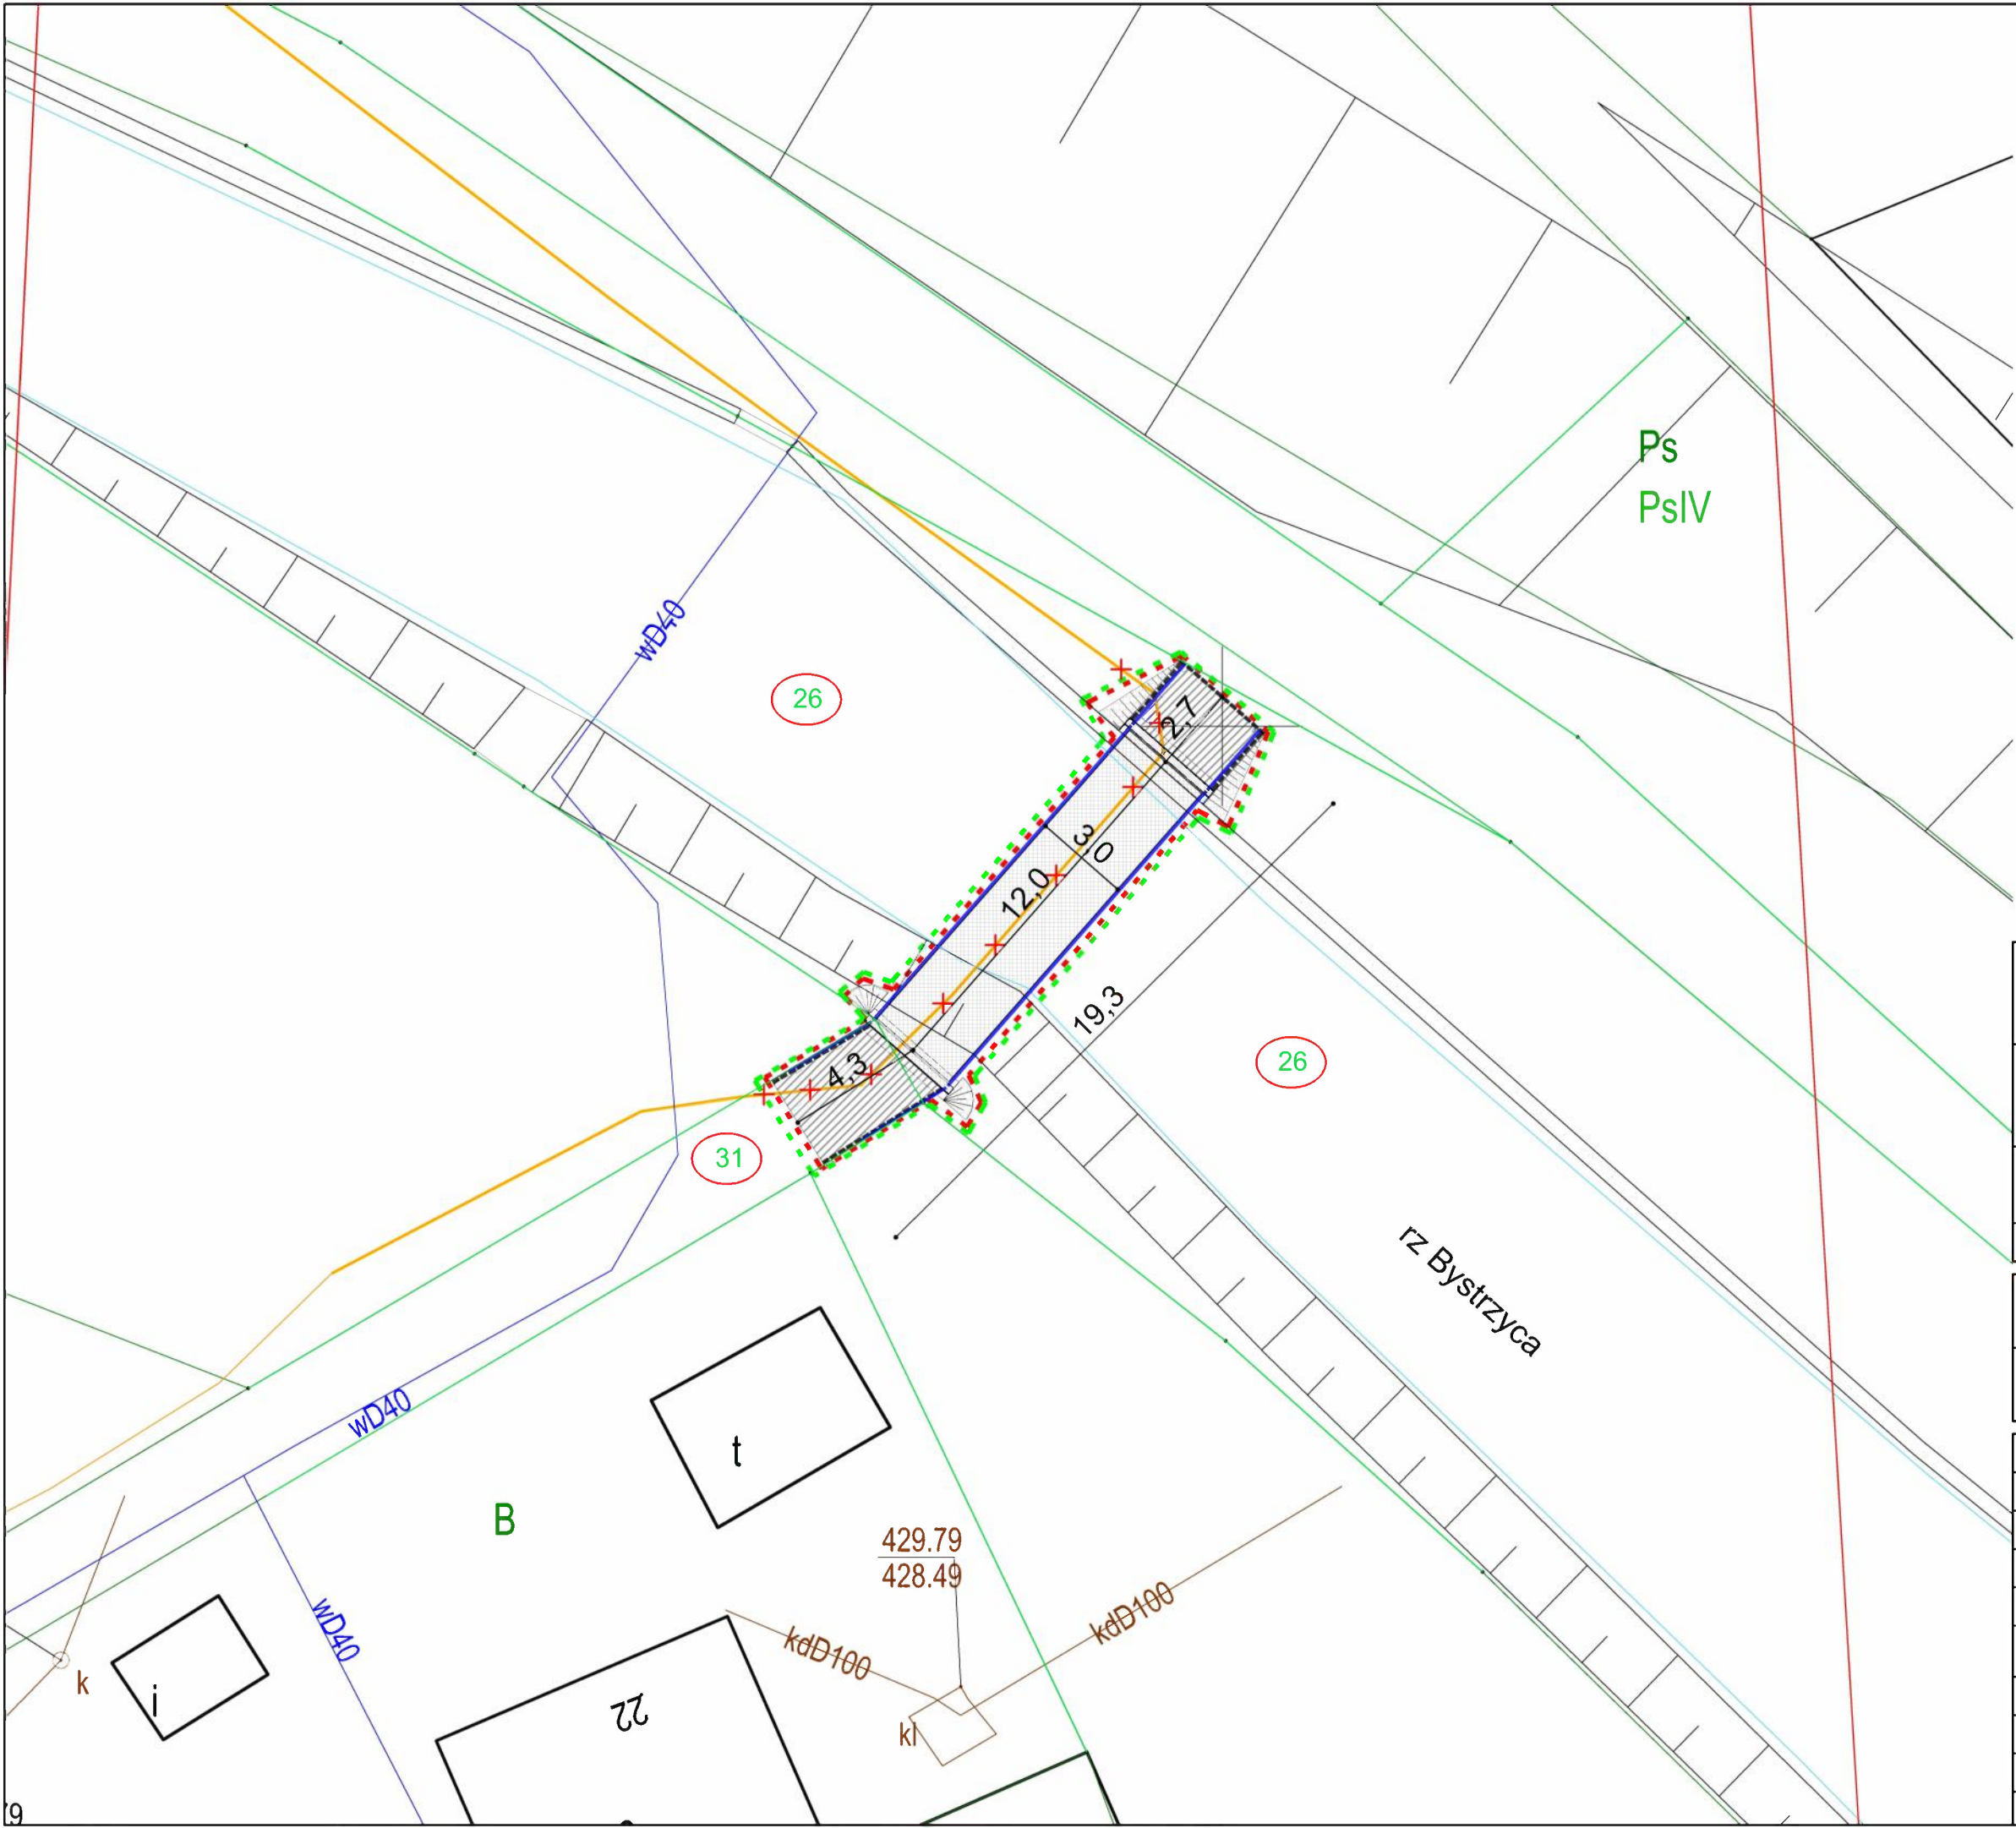 Ps
PsIV
wD40
26
2,7
3,0
12,0
19,3
4,3
26
31
rz Bystrzyca
wD40
t
B
429.79
428.49
wD40
kdD100
kdD100
k
i
22
kl